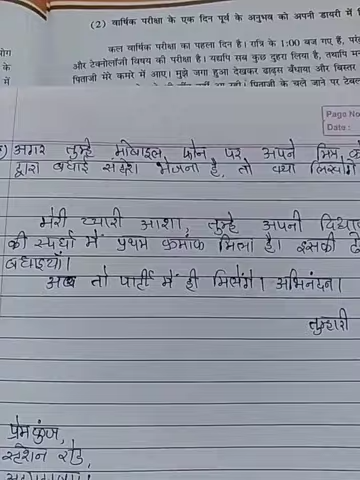 (2) वार्षिक परीक्षा के एक दिन पूर्व के अनुभव को अपनी डायरी में
कल वार्षिक परीक्षा का पहला दिन है। रात्रि के 1:00 बज गए हैं,
योग
और टेक्नोलॉजी विषय की परीक्षा है। यद्यपि सब कुछ दुहरा लिया है, तथापि
के
पिताजी मेरे कमरे में आए। मुझे जगा हुआ देखकर ढाढ़स बँधाया और बिस्तर
में
पिताजी के चले जाने पर
Page No
Date :
अगर तुम्हे मोबाइल फोन पर अपने मित्र को
द्वारा बधाई संदेश भेजना है, तो क्या लिखोगे
मेरी प्यारी आशा, तुम्हे अपनी
की स्पर्धा में प्रथम क्रमांक मिला है। इसकी
बधाइयाँ।
अब तो पार्टी में ही मिलेंगे। अभिनंदन।
तुम्हारी
प्रेम कुंज,
स्टेशन रोड,